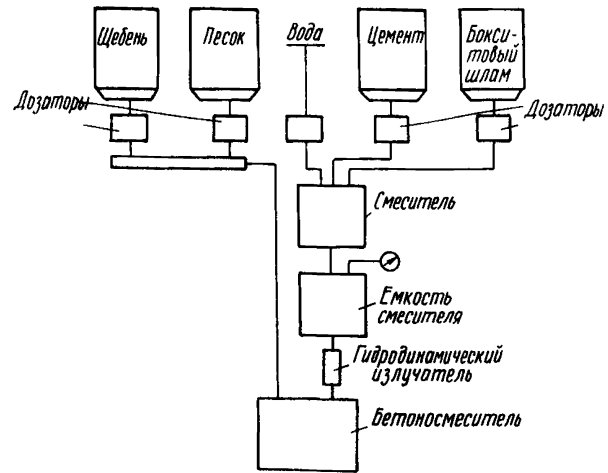 Щебень
Песок
Вода
Цемент
Бокси-
товый
шлам
Дозаторы
Дозаторы
Смеситель
Емкость
смесителя
Гидродинамический
излучатель
Бетоносмеситель